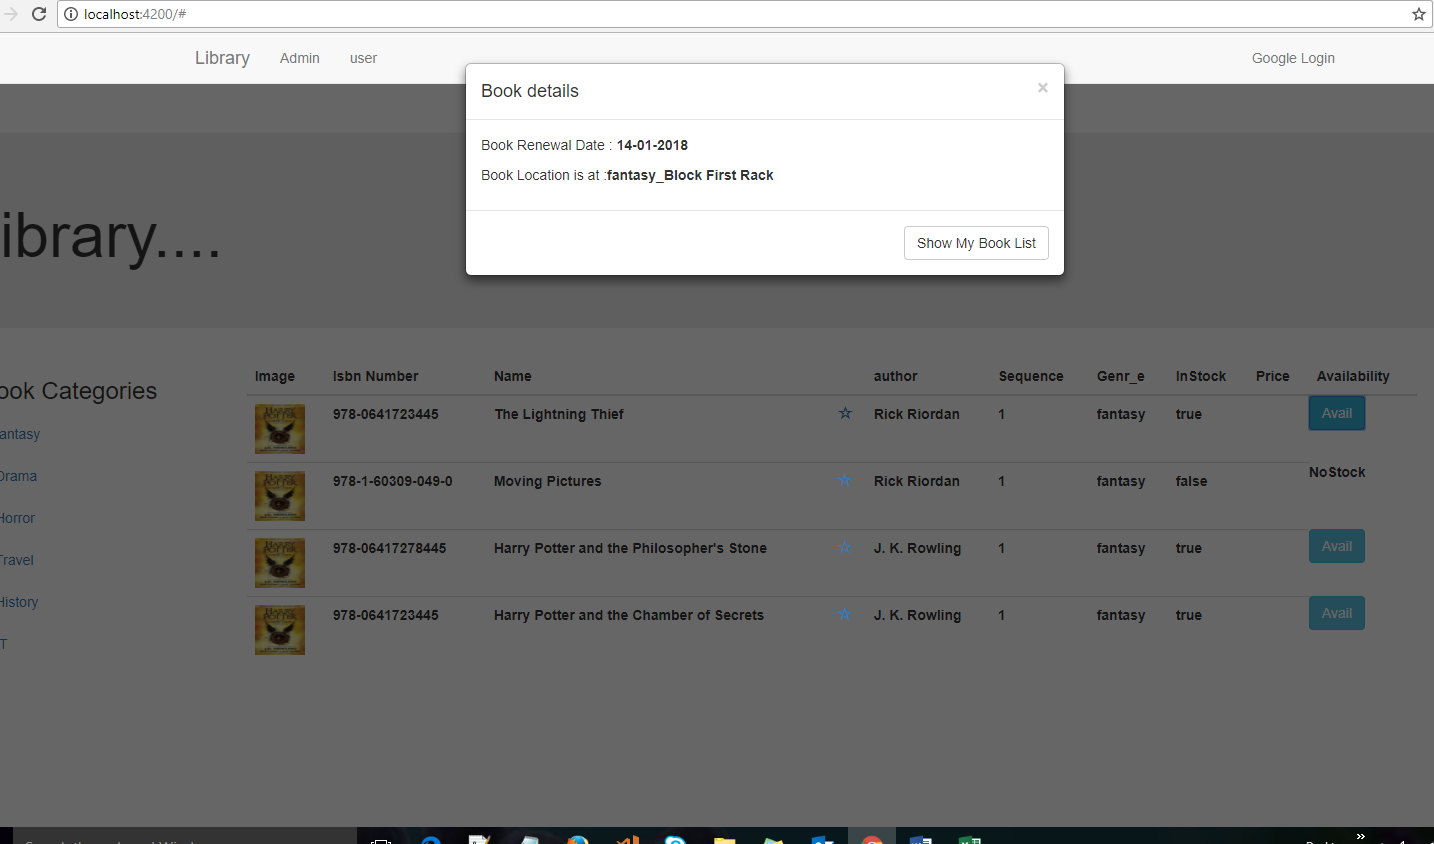 localhost:4200/#
Library Admin user Google Login
Book details ×
Book Renewal Date : 14-01-2018
Book Location is at :fantasy_Block First Rack
Show My Book List
ibrary....
ook Categories
antasy
Drama
Horror
Travel
History
T
Image Isbn Number Name author Sequence Genr_e InStock Price Availability
978-0641723445 The Lightning Thief Rick Riordan 1 fantasy true Avail
978-1-60309-049-0 Moving Pictures Rick Riordan 1 fantasy false NoStock
978-06417278445 Harry Potter and the Philosopher's Stone J. K. Rowling 1 fantasy true Avail
978-0641723445 Harry Potter and the Chamber of Secrets J. K. Rowling 1 fantasy true Avail